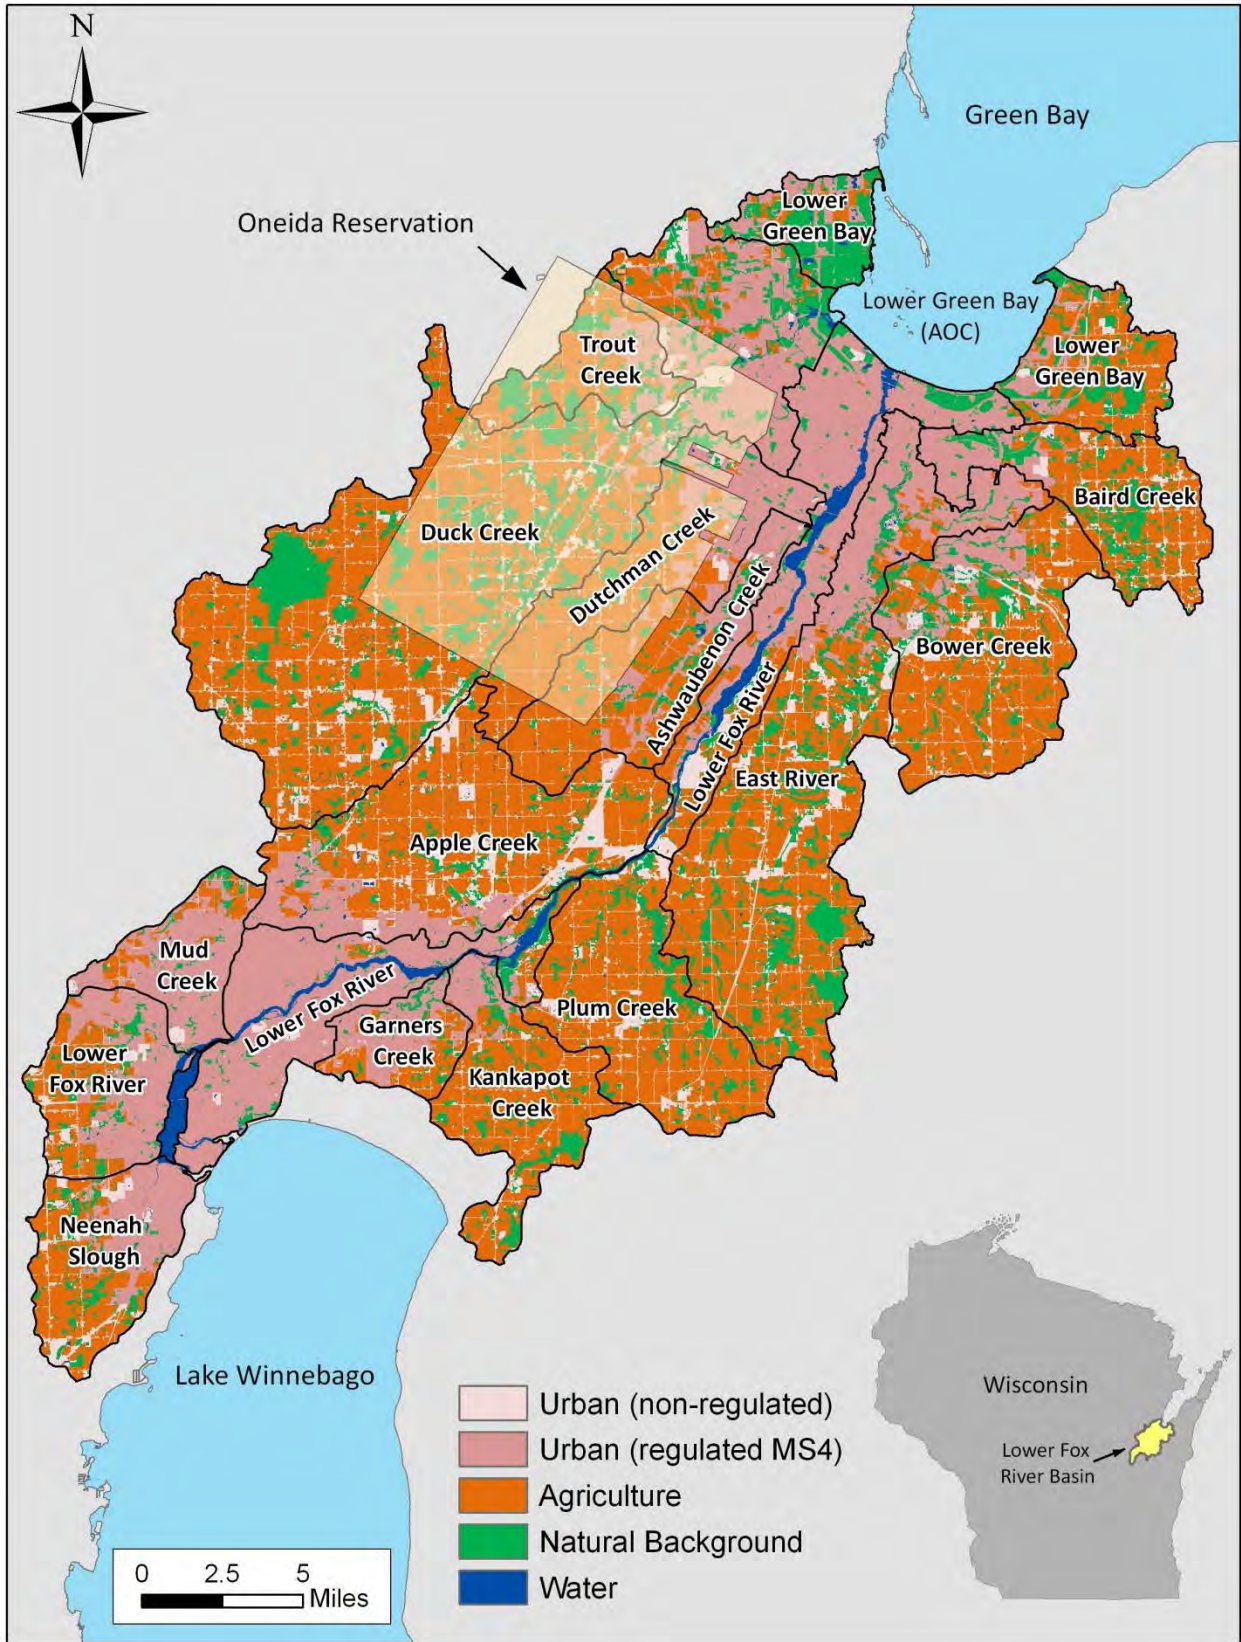 N
Green Bay
Oneida Reservation
Lower
Green Bay
Lower Green Bay
(AOC)
Lower
Green Bay
Trout
Creek
Baird Creek
Duck Creek
Dutchman Creek
Ashwaubenon Creek
Bower Creek
Lower Fox River
East River
Apple Creek
Mud
Creek
Lower Fox River
Plum Creek
Garners
Creek
Lower
Fox River
Kankapot
Creek
Neenah
Slough
Lake Winnebago
Urban (non-regulated)
Urban (regulated MS4)
Agriculture
Natural Background
Water
0 2.5 5
Miles
Wisconsin
Lower Fox
River Basin